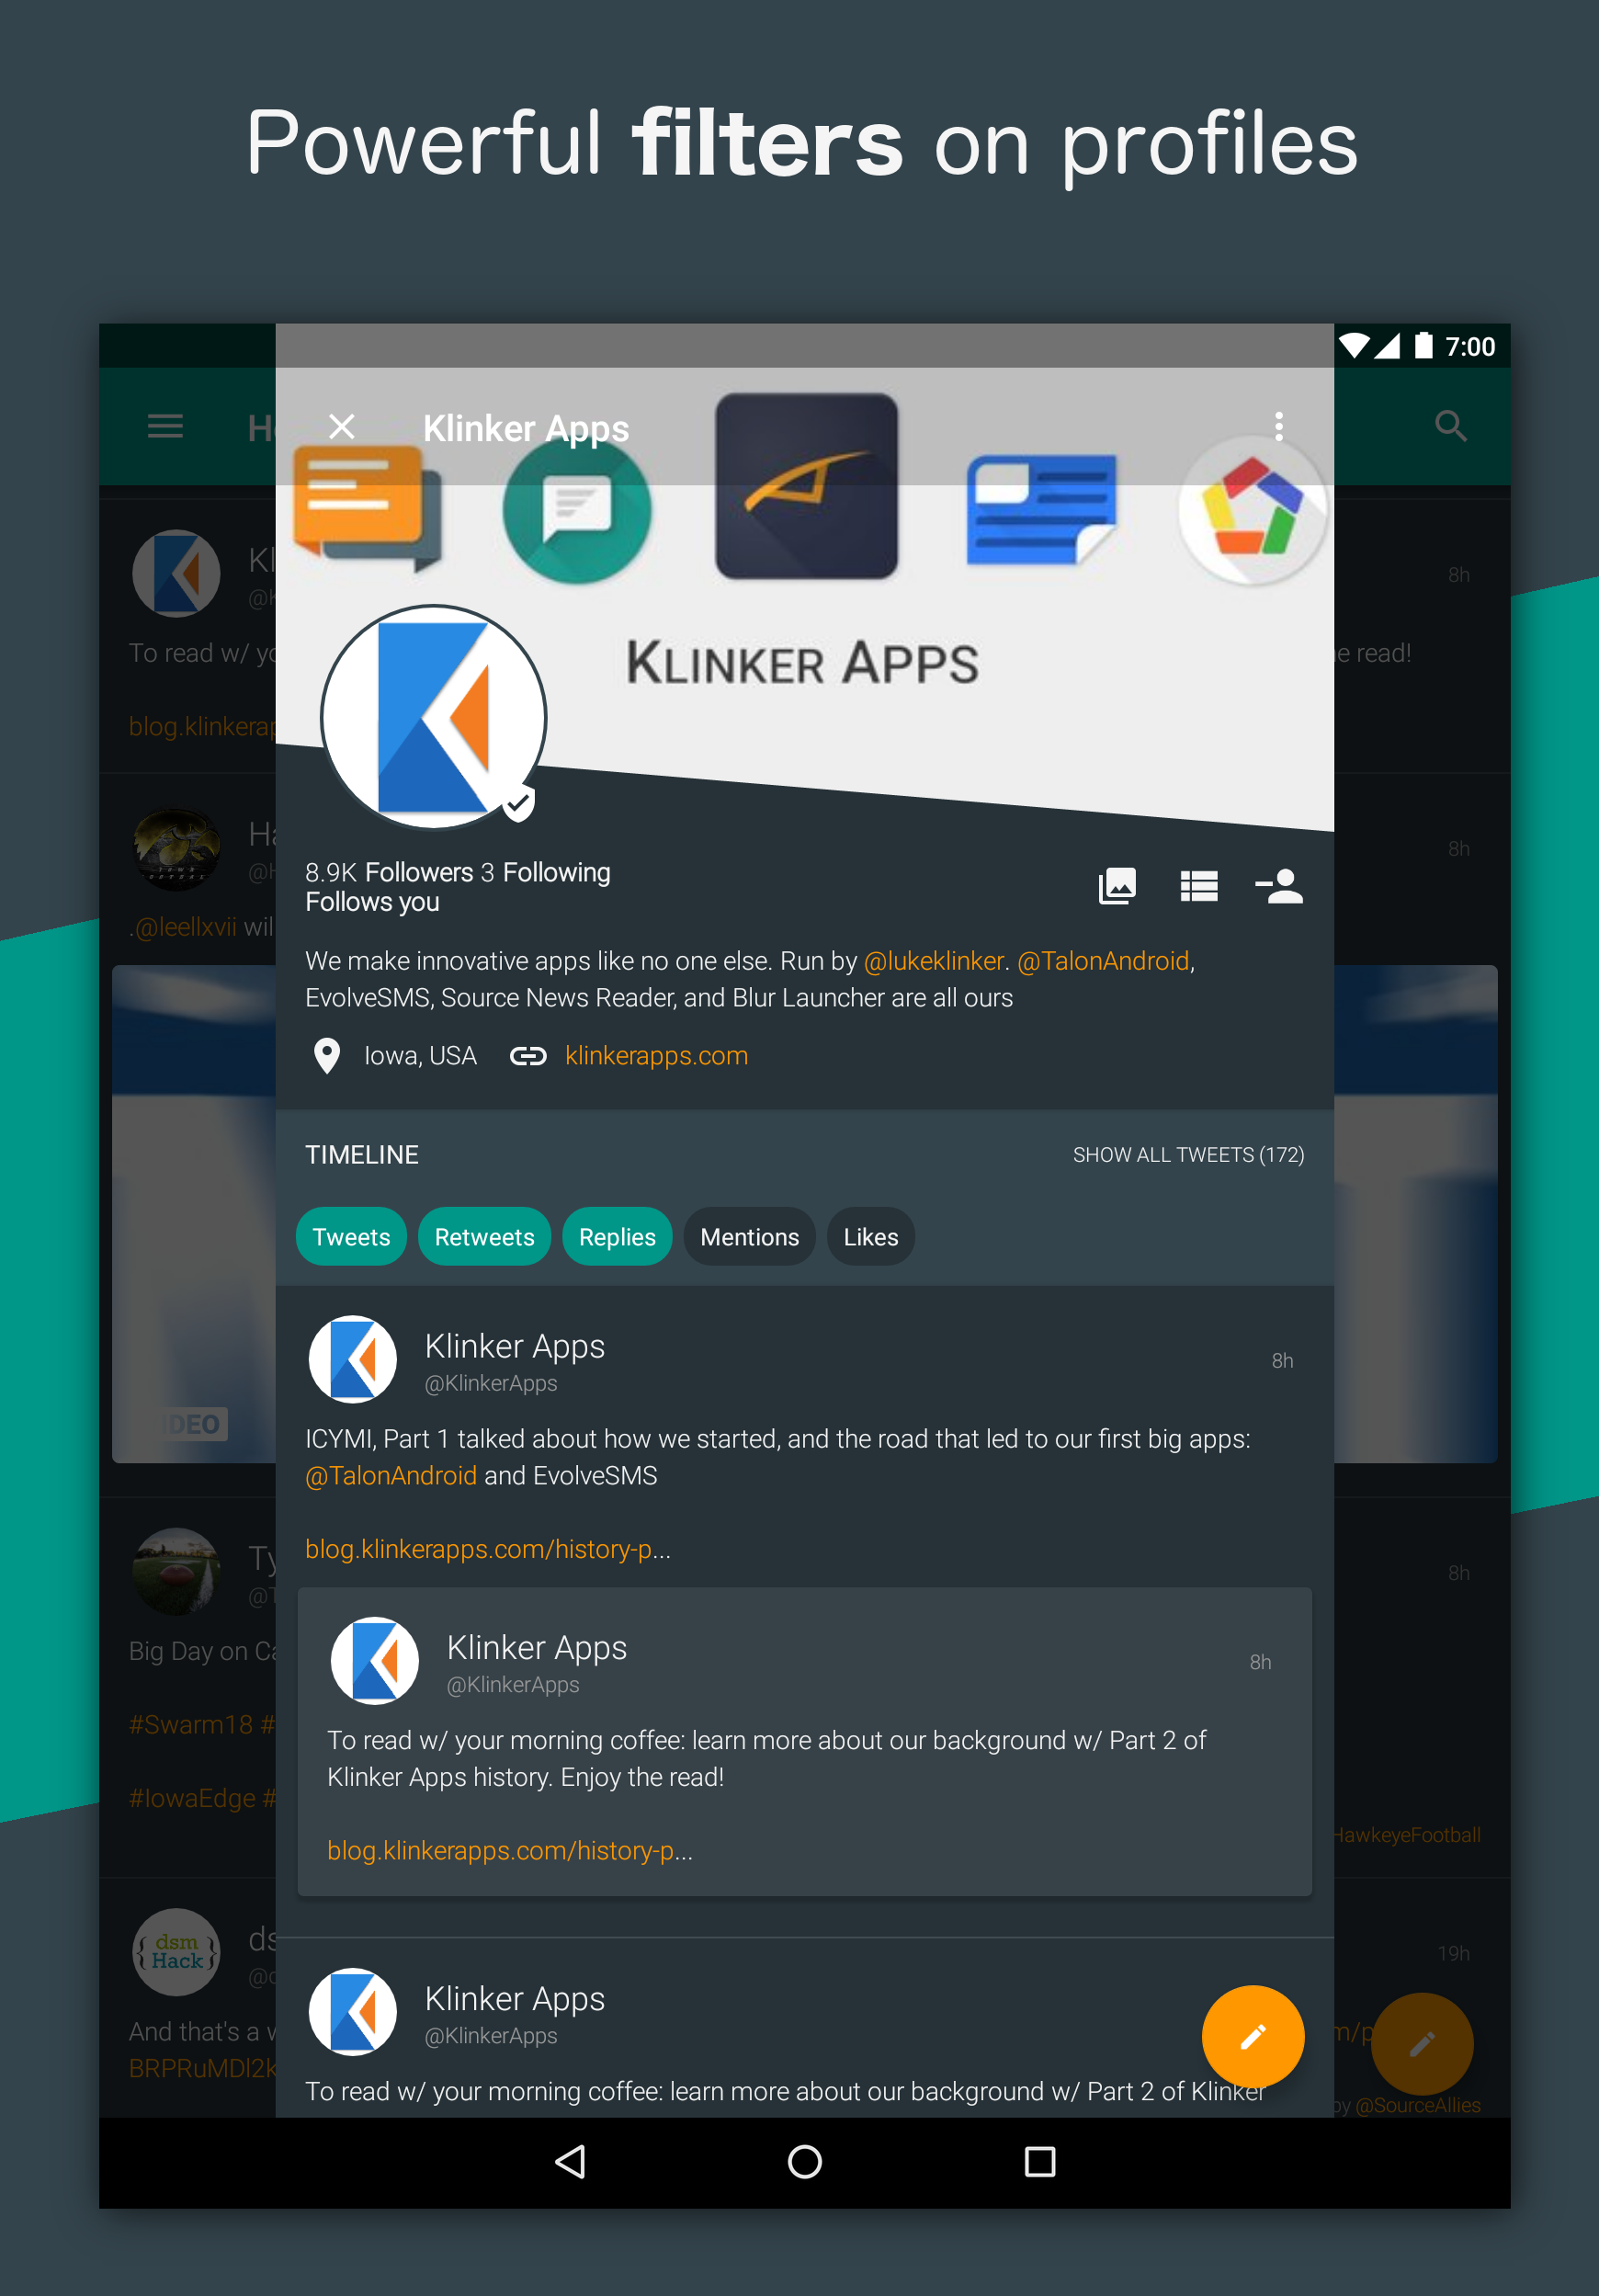 Powerful filters on profiles
7:00
Klinker Apps
KLINKER APPS
8h
To read w/
e read!
blog.klinkerap
8h
.@leellxvii wil
8.9K Followers 3 Following
Follows you
We make innovative apps like no one else. Run by @lukeklinker. @TalonAndroid,
EvolveSMS, Source News Reader, and Blur Launcher are all ours
Iowa, USA
klinkerapps.com
TIMELINE
SHOW ALL TWEETS (172)
Tweets
Retweets
Replies
Mentions
Likes
Klinker Apps
@KlinkerApps
8h
ICYMI, Part 1 talked about how we started, and the road that led to our first big apps:
@TalonAndroid and EvolveSMS
blog.klinkerapps.com/history-p...
Klinker Apps
@KlinkerApps
8h
To read w/ your morning coffee: learn more about our background w/ Part 2 of
Klinker Apps history. Enjoy the read!
blog.klinkerapps.com/history-p...
Klinker Apps
@KlinkerApps
To read w/ your morning coffee: learn more about our background w/ Part 2 of Klinker
IDEO
8h
Big Day on Ca
#Swarm18 #
#IowaEdge #
HawkeyeFootball
dsm
{Hack}
19h
And that's a w
BRPRuMDl2k
m/p
by @SourceAllies